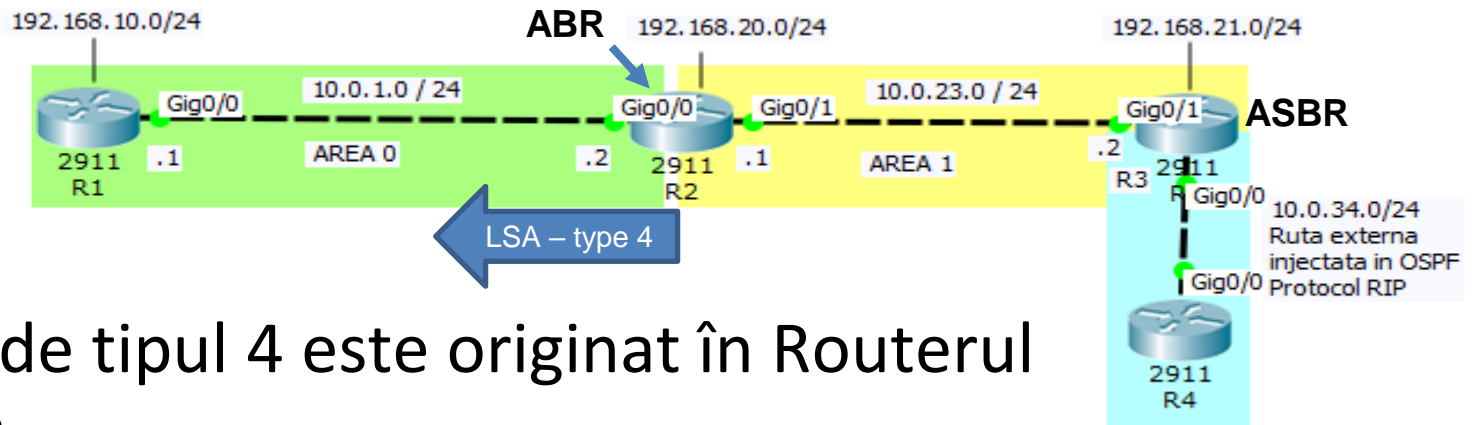 192.168.10.0/24
ABR
192.168.20.0/24
192.168.21.0/24
Gig0/0
10.0.1.0 / 24
Gig0/0
Gig0/1
10.0.23.0 / 24
Gig0/1
ASBR
2911
R1
.1
AREA 0
.2
2911
R2
.1
AREA 1
.2
R3
2911
Gig0/0
10.0.34.0/24
Ruta externa
injectata in OSPF
Protocol RIP
LSA – type 4
Gig0/0
de tipul 4 este originat în Routerul
2911
R4